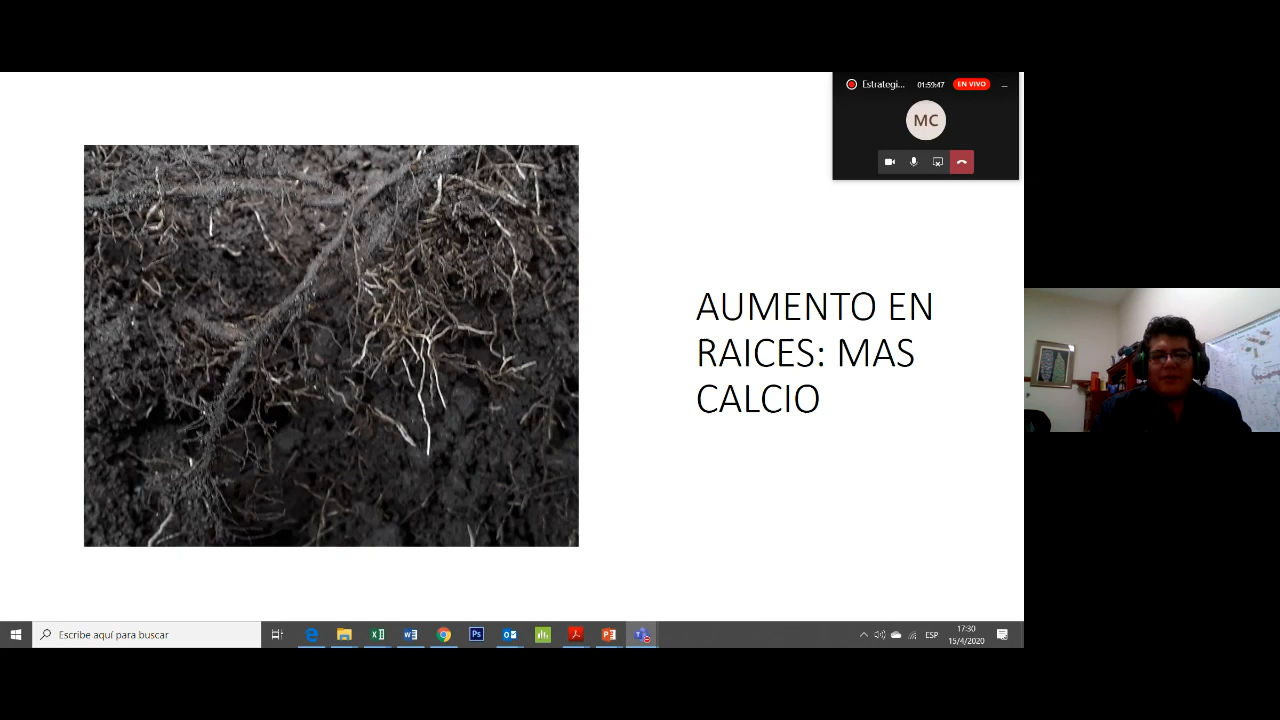 Estrategi...
01:59:47
EN VIVO
MC
AUMENTO EN
RAICES: MAS
CALCIO
Escribe aquí para buscar
Ps
ESP
17:30
15/4/2020